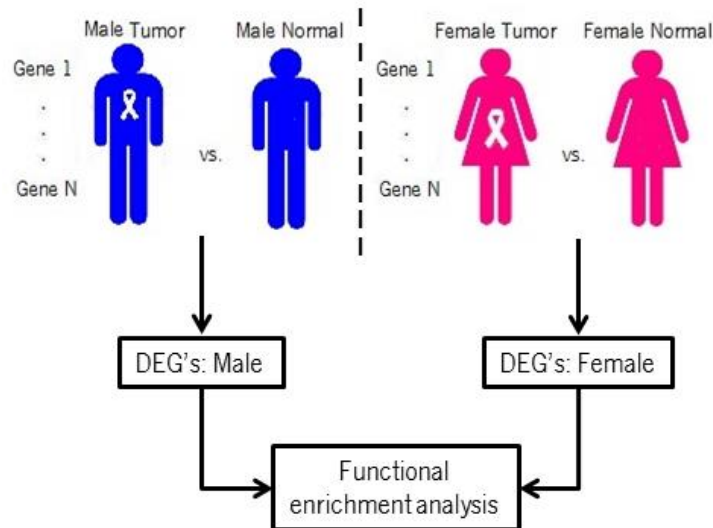 Male Tumor
Male Normal
Female Tumor
Female Normal
Gene 1
.
.
.
Gene N
vs.
Gene 1
.
.
.
Gene N
vs.
DEG's: Male
DEG's: Female
Functional
enrichment analysis